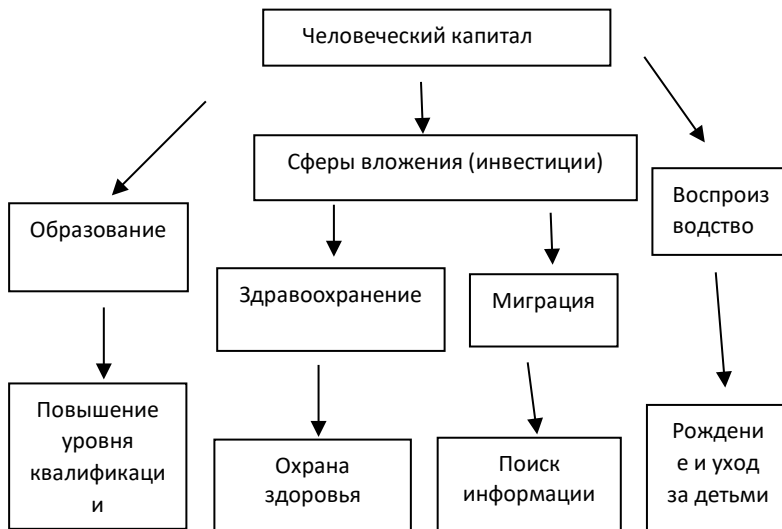 Человеческий капитал
Сферы вложения (инвестиции)
Образование
Воспроиз
водство
Здравоохранение
Миграция
Повышение
уровня
квалификаци
и
Охрана
здоровья
Поиск
информации
Рождени
е и уход
за детьми